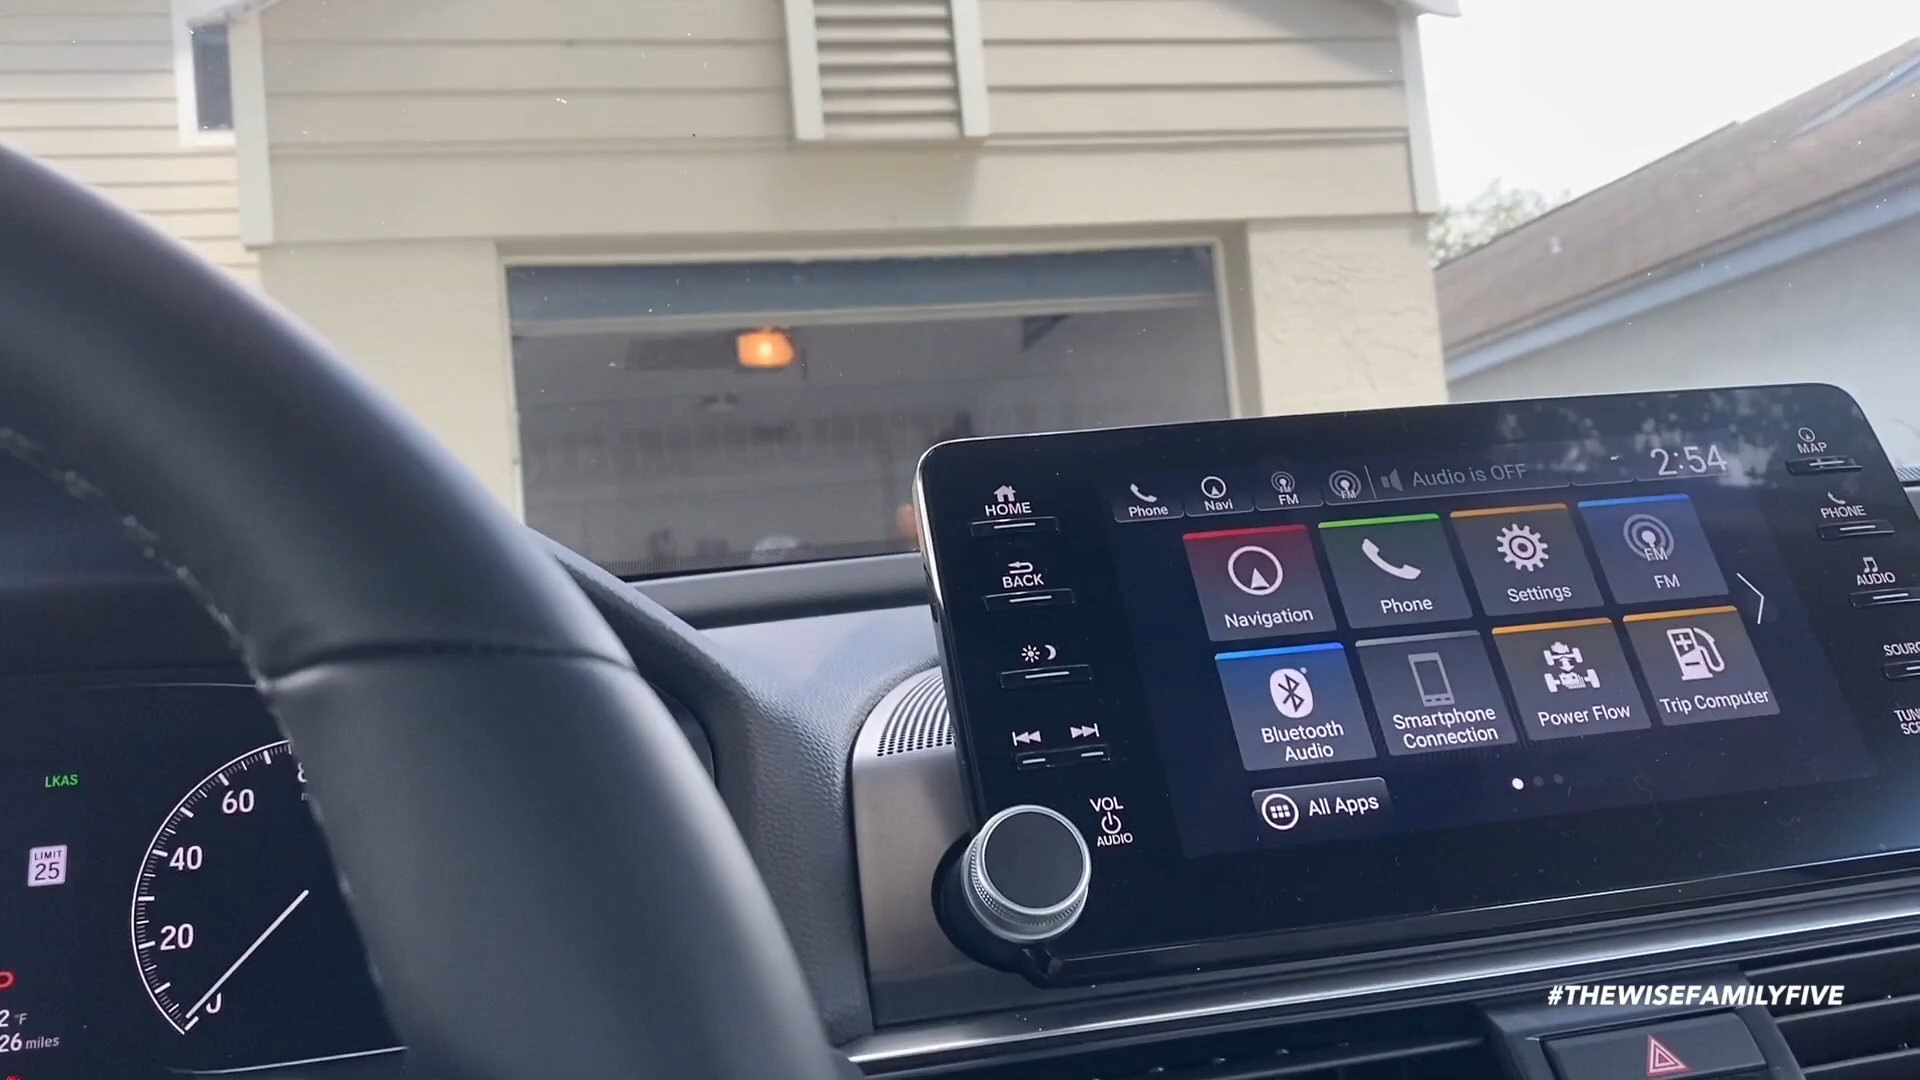 HOME
BACK
VOL
AUDIO
Phone
Navi
FM
FM
Audio is OFF
2:54
Navigation
Phone
Settings
FM
FM
Bluetooth
Audio
Smartphone
Connection
Power Flow
Trip Computer
All Apps
MAP
PHONE
AUDIO
LKAS
LIMIT
25
60
40
20
°F
26 miles
#THEWISEFAMILYFIVE